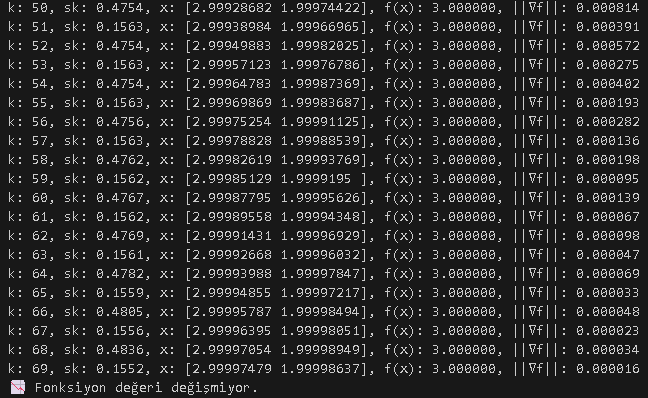 k: 50, sk: 0.4754, x: [2.99928682 1.99974422], f(x): 3.000000, ||∇f||: 0.000814
k: 51, sk: 0.1563, x: [2.99938984 1.99966965], f(x): 3.000000, ||∇f||: 0.000391
k: 52, sk: 0.4754, x: [2.99949883 1.99982025], f(x): 3.000000, ||∇f||: 0.000572
k: 53, sk: 0.1563, x: [2.99957123 1.99976786], f(x): 3.000000, ||∇f||: 0.000275
k: 54, sk: 0.4754, x: [2.99964783 1.99987369], f(x): 3.000000, ||∇f||: 0.000402
k: 55, sk: 0.1563, x: [2.99969869 1.99983687], f(x): 3.000000, ||∇f||: 0.000193
k: 56, sk: 0.4756, x: [2.99975254 1.99991125], f(x): 3.000000, ||∇f||: 0.000282
k: 57, sk: 0.1563, x: [2.99978828 1.99988539], f(x): 3.000000, ||∇f||: 0.000136
k: 58, sk: 0.4762, x: [2.99982619 1.99993769], f(x): 3.000000, ||∇f||: 0.000198
k: 59, sk: 0.1562, x: [2.99985129 1.9999195 ], f(x): 3.000000, ||∇f||: 0.000095
k: 60, sk: 0.4767, x: [2.99987795 1.99995626], f(x): 3.000000, ||∇f||: 0.000139
k: 61, sk: 0.1562, x: [2.99989558 1.99994348], f(x): 3.000000, ||∇f||: 0.000067
k: 62, sk: 0.4769, x: [2.99991431 1.99996929], f(x): 3.000000, ||∇f||: 0.000098
k: 63, sk: 0.1561, x: [2.99992668 1.99996032], f(x): 3.000000, ||∇f||: 0.000047
k: 64, sk: 0.4782, x: [2.99993988 1.99997847], f(x): 3.000000, ||∇f||: 0.000069
k: 65, sk: 0.1559, x: [2.99994855 1.99997217], f(x): 3.000000, ||∇f||: 0.000033
k: 66, sk: 0.4805, x: [2.99995787 1.99998494], f(x): 3.000000, ||∇f||: 0.000048
k: 67, sk: 0.1556, x: [2.99996395 1.99998051], f(x): 3.000000, ||∇f||: 0.000023
k: 68, sk: 0.4836, x: [2.99997054 1.99998949], f(x): 3.000000, ||∇f||: 0.000034
k: 69, sk: 0.1552, x: [2.99997479 1.99998637], f(x): 3.000000, ||∇f||: 0.000016
Fonksiyon değeri değişmiyor.